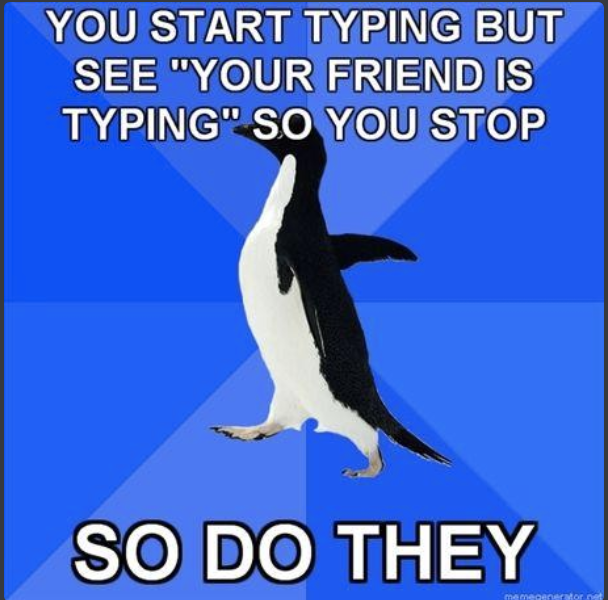 YOU START TYPING BUT
SEE "YOUR FRIEND IS
TYPING" SO YOU STOP
SO DO THEY
memegenerator.net